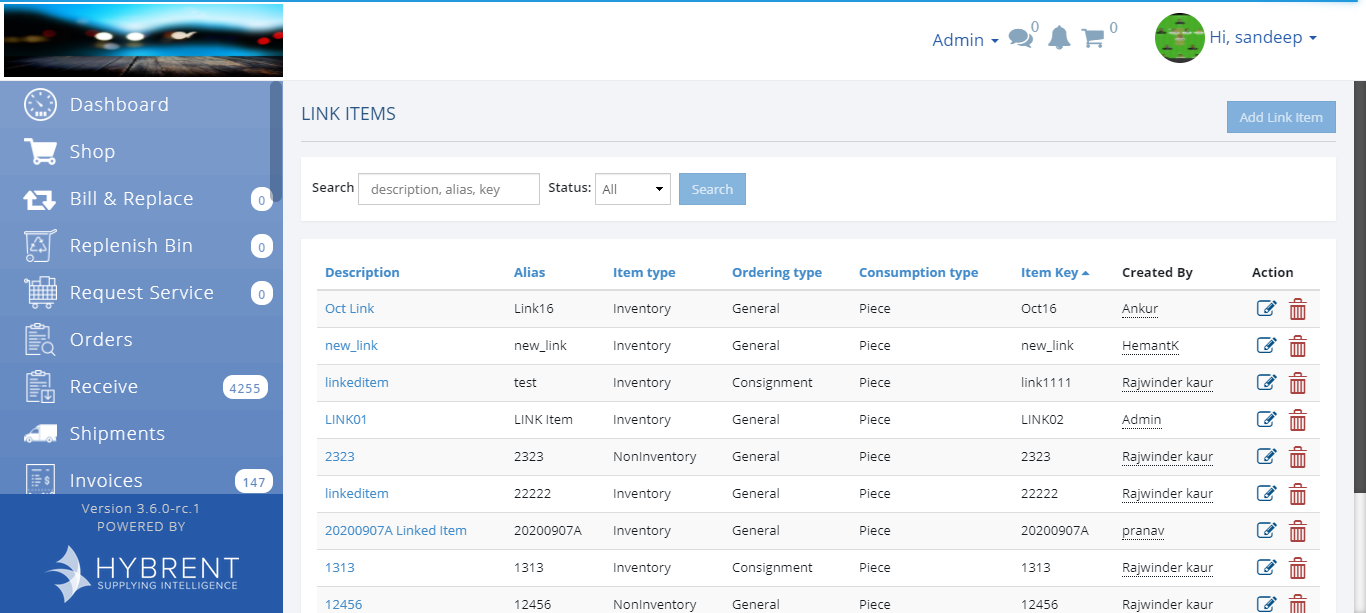 Admin 0 0 Hi, sandeep
Dashboard
Shop
Bill & Replace 0
Replenish Bin 0
Request Service 0
Orders
Receive 4255
Shipments
Invoices 147
Version 3.6.0-rc.1
POWERED BY
HYBRENT
SUPPLYING INTELLIGENCE
LINK ITEMS Add Link Item
Search description, alias, key Status: All Search
Description Alias Item type Ordering type Consumption type Item Key Created By Action
Oct Link Link16 Inventory General Piece Oct16 Ankur
new_link new_link Inventory General Piece new_link HemantK
linkeditem test Inventory Consignment Piece link1111 Rajwinder kaur
LINK01 LINK Item Inventory General Piece LINK02 Admin
2323 2323 NonInventory General Piece 2323 Rajwinder kaur
linkeditem 22222 Inventory General Piece 22222 Rajwinder kaur
20200907A Linked Item 20200907A Inventory General Piece 20200907A pranav
1313 1313 Inventory Consignment Piece 1313 Rajwinder kaur
12456 12456 NonInventory General Piece 12456 Rajwinder kaur